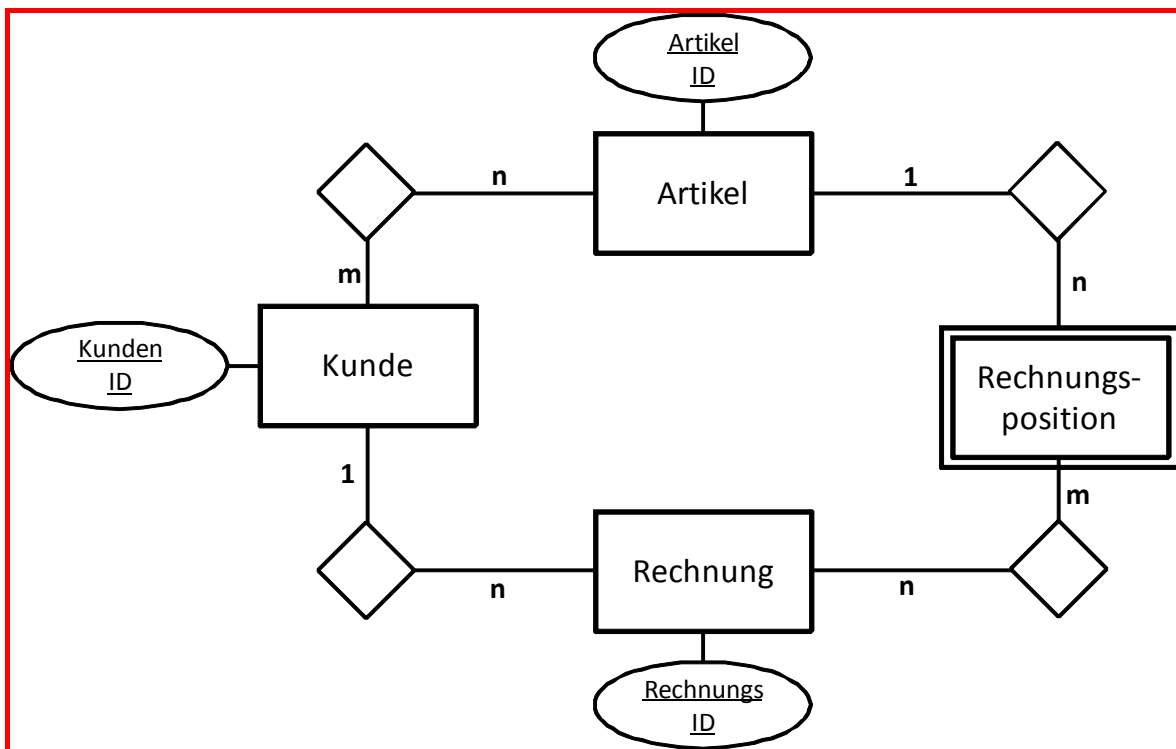 Artikel
ID
n
Artikel
1
m
n
Kunden
ID
Kunde
Rechnungs-
position
1
m
n
Rechnung
n
Rechnungs
ID